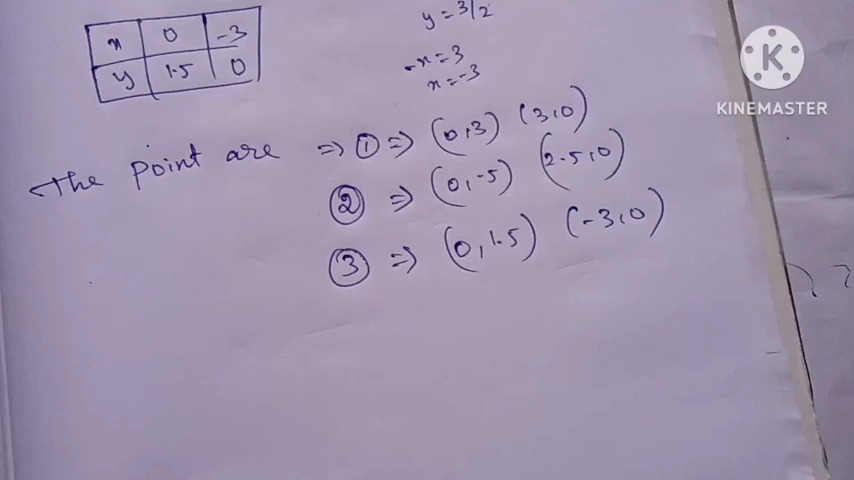 y = 3/2
x 0 -3
y 1.5 0
-x = 3
x = -3
The point are => ① => (0,3) (3,0)
② => (0,-5) (2.5,0)
③ => (0,1.5) (-3,0)
K
KINEMASTER